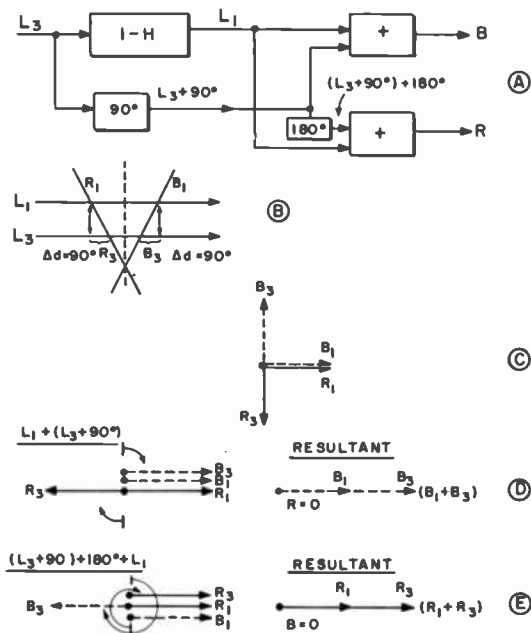 L3 1-H L1 + B
90° L3+90° (L3+90°)+180° Ⓐ
180° + R
R1 B1
L1 Ⓑ
L3
Δd=90° R3 B3 Δd=90°
B3
B1 Ⓒ
R1
R3
L1+(L3+90°) RESULTANT
B3 B1 B3
R3 B1 (B1+B3) Ⓓ
R1 R=0
(L3+90)+180°+L1 RESULTANT
R3 R1 R3
B3 R1 (R1+R3) Ⓔ
B1 B=0